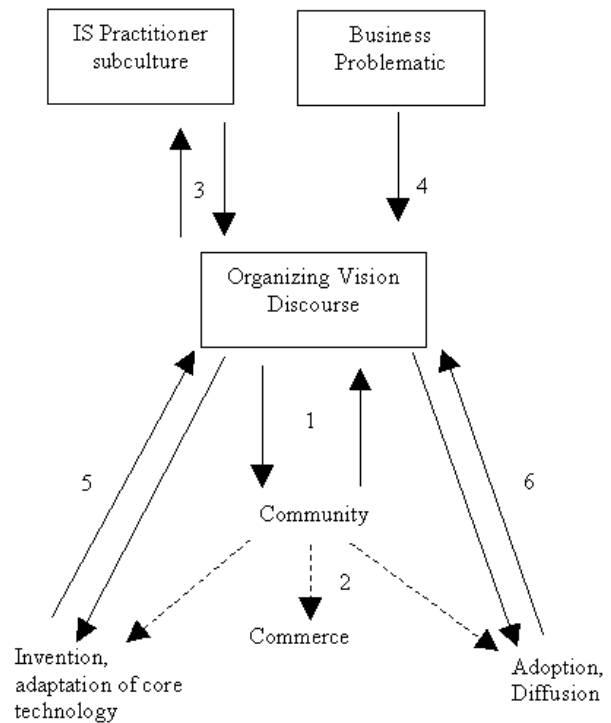 IS Practitioner
subculture
Business
Problematic
3
4
Organizing Vision
Discourse
1
5
6
Community
2
Commerce
Invention,
adaptation of core
technology
Adoption,
Diffusion